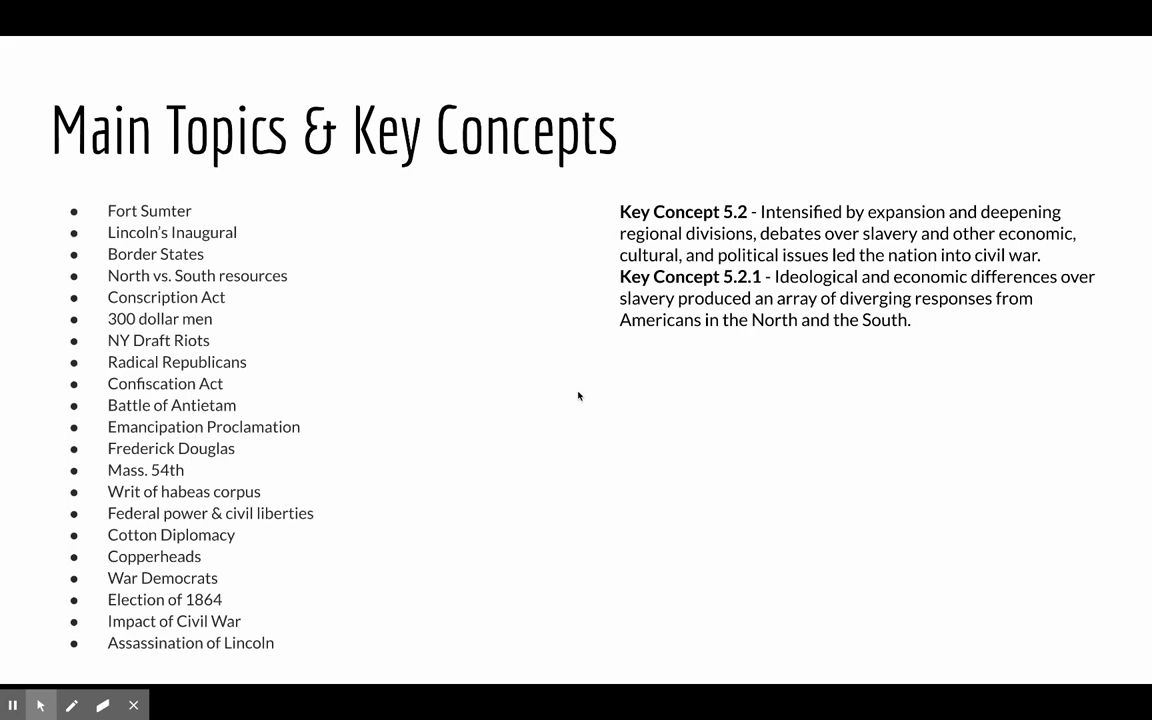 Main Topics & Key Concepts
● Fort Sumter
● Lincoln's Inaugural
● Border States
● North vs. South resources
● Conscription Act
● 300 dollar men
● NY Draft Riots
● Radical Republicans
● Confiscation Act
● Battle of Antietam
● Emancipation Proclamation
● Frederick Douglas
● Mass. 54th
● Writ of habeas corpus
● Federal power & civil liberties
● Cotton Diplomacy
● Copperheads
● War Democrats
● Election of 1864
● Impact of Civil War
● Assassination of Lincoln
Key Concept 5.2 - Intensified by expansion and deepening
regional divisions, debates over slavery and other economic,
cultural, and political issues led the nation into civil war.
Key Concept 5.2.1 - Ideological and economic differences over
slavery produced an array of diverging responses from
Americans in the North and the South.